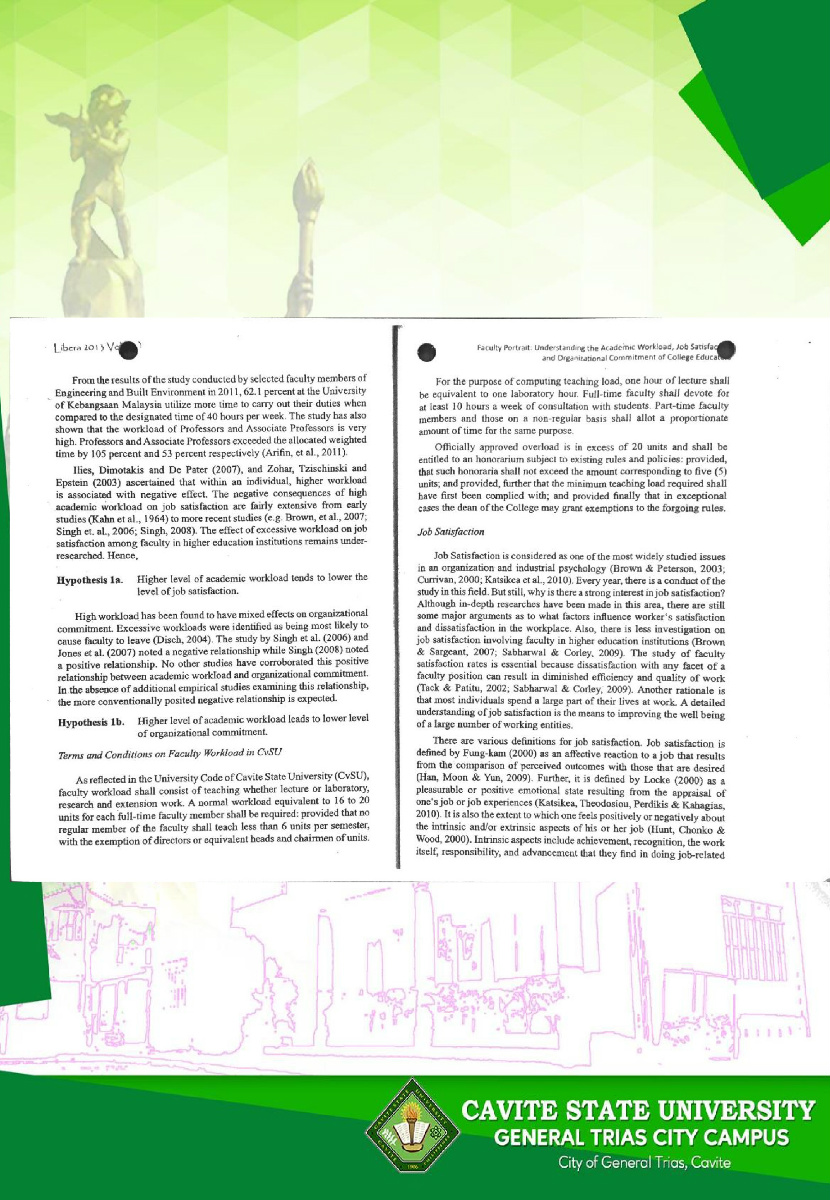 Libera 2013
From the results of the study conducted by selected faculty members of
Engineering and Built Environment in 2011, 62.1 percent at the University
of Kebangsaan Malaysia utilize more time to carry out their duties when
compared to the designated time of 40 hours per week. The study has also
shown that the workload of Professors and Associate Professors is very
high. Professors and Associate Professors exceeded the allocated weighted
time by 105 percent and 53 percent respectively (Arifin, et al., 2011).
Ilies, Dimotakis and De Pater (2007), and Zohar, Tzischinski and
Epstein (2003) ascertained that within an individual, higher workload
is associated with negative effect. The negative consequences of high
academic workload on job satisfaction are fairly extensive from early
studies (Kahn et al., 1964) to more recent studies (e.g. Brown, et al., 2007;
Singh et. al., 2006; Singh, 2008). The effect of excessive workload on job
satisfaction among faculty in higher education institutions remains under-
researched. Hence,
Hypothesis 1a. Higher level of academic workload tends to lower the
level of job satisfaction.
High workload has been found to have mixed effects on organizational
commitment. Excessive workloads were identified as being most likely to
cause faculty to leave (Disch, 2004). The study by Singh et al. (2006) and
Jones et al. (2007) noted a negative relationship while Singh (2008) noted
a positive relationship. No other studies have corroborated this positive
relationship between academic workload and organizational commitment.
In the absence of additional empirical studies examining this relationship,
the more conventionally posited negative relationship is expected.
Hypothesis 1b. Higher level of academic workload leads to lower level
of organizational commitment.
Terms and Conditions on Faculty Workload in CvSU
As reflected in the University Code of Cavite State University (CvSU),
faculty workload shall consist of teaching whether lecture or laboratory,
research and extension work. A normal workload equivalent to 16 to 20
units for each full-time faculty member shall be required: provided that no
regular member of the faculty shall teach less than 6 units per semester,
with the exemption of directors or equivalent heads and chairmen of units.
Faculty Portrait: Understanding the Academic Workload, Job
and Organizational Commitment of College
For the purpose of computing teaching load, one hour of lecture shall
be equivalent to one laboratory hour. Full-time faculty shall devote for
at least 10 hours a week of consultation with students. Part-time faculty
members and those on a non-regular basis shall allot a proportionate
amount of time for the same purpose.
Officially approved overload is in excess of 20 units and shall be
entitled to an honorarium subject to existing rules and policies: provided,
that such honoraria shall not exceed the amount corresponding to five (5)
units; and provided, further that the minimum teaching load required shall
have first been complied with; and provided finally that in exceptional
cases the dean of the College may grant exemptions to the forgoing rules.
Job Satisfaction
Job Satisfaction is considered as one of the most widely studied issues
in an organization and industrial psychology (Brown & Peterson, 2003;
Currivan, 2000; Katsikea et al., 2010). Every year, there is a conduct of the
study in this field. But still, why is there a strong interest in job satisfaction?
Although in-depth researches have been made in this area, there are still
some major arguments as to what factors influence worker's satisfaction
and dissatisfaction in the workplace. Also, there is less investigation on
job satisfaction involving faculty in higher education institutions (Brown
& Sargeant, 2007; Sabharwal & Corley, 2009). The study of faculty
satisfaction rates is essential because dissatisfaction with any facet of a
faculty position can result in diminished efficiency and quality of work
(Tack & Patitu, 2002; Sabharwal & Corley, 2009). Another rationale is
that most individuals spend a large part of their lives at work. A detailed
understanding of job satisfaction is the means to improving the well being
of a large number of working entities.
There are various definitions for job satisfaction. Job satisfaction is
defined by Fung-kam (2000) as an affective reaction to a job that results
from the comparison of perceived outcomes with those that are desired
(Han, Moon & Yun, 2009). Further, it is defined by Locke (2000) as a
pleasurable or positive emotional state resulting from the appraisal of
one's job or job experiences (Katsikea, Theodosiou, Perdikis & Kahagias,
2010). It is also the extent to which one feels positively or negatively about
the intrinsic and/or extrinsic aspects of his or her job (Hunt, Chonko &
Wood, 2000). Intrinsic aspects include achievement, recognition, the work
itself, responsibility, and advancement that they find in doing job-related
CAVITE STATE UNIVERSITY
GENERAL TRIAS CITY CAMPUS
City of General Trias, Cavite